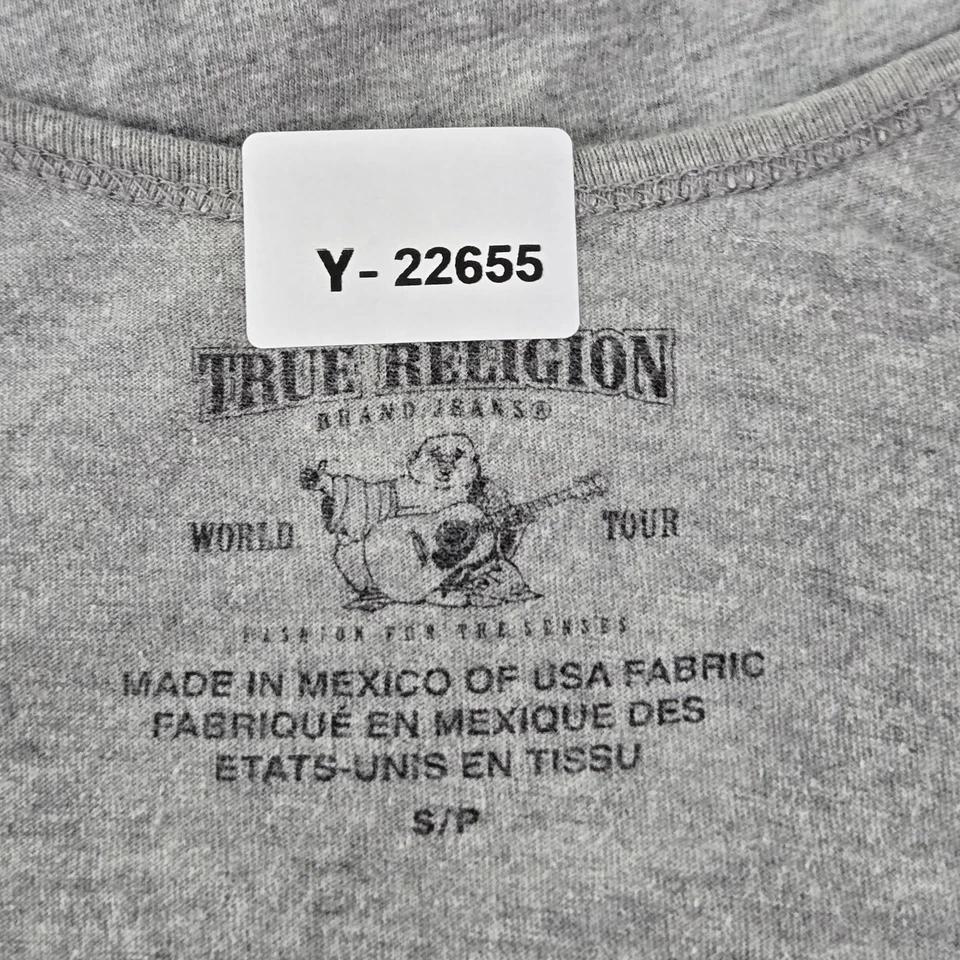 Y- 22655
TRUE RELIGION
BRAND JEANS®
WORLD TOUR
FASHION FOR THE SENSES
MADE IN MEXICO OF USA FABRIC
FABRIQUÉ EN MEXIQUE DES
ETATS-UNIS EN TISSU
S/P